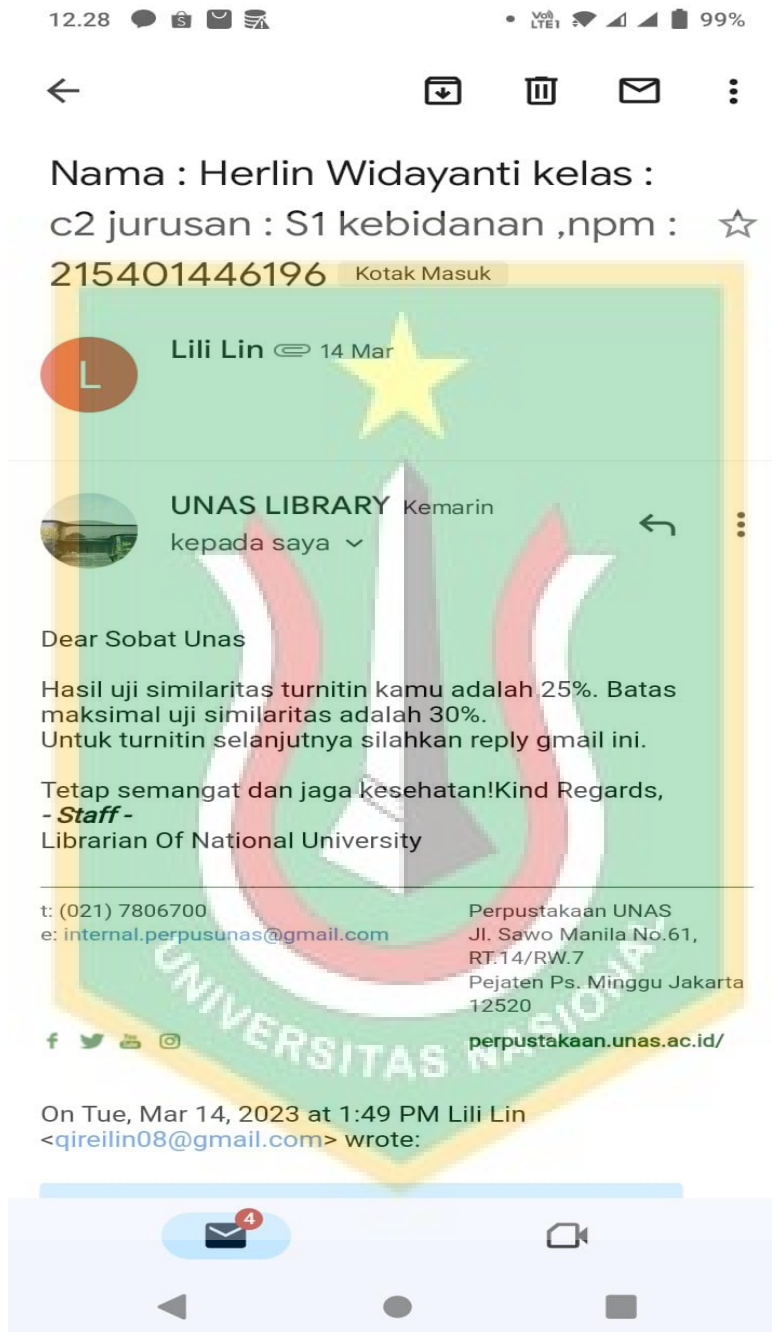 12.28
Vo))
LTE1
99%
Nama : Herlin Widayanti kelas :
c2 jurusan : S1 kebidanan ,npm :
215401446196 Kotak Masuk
L
Lili Lin 14 Mar
UNAS LIBRARY Kemarin
kepada saya
Dear Sobat Unas
Hasil uji similaritas turnitin kamu adalah 25%. Batas
maksimal uji similaritas adalah 30%.
Untuk turnitin selanjutnya silahkan reply gmail ini.
Tetap semangat dan jaga kesehatan!Kind Regards,
- Staff -
Librarian Of National University
t: (021) 7806700
e: internal.perpusunas@gmail.com
Perpustakaan UNAS
Jl. Sawo Manila No.61,
RT.14/RW.7
Pejaten Ps. Minggu Jakarta
12520
perpustakaan.unas.ac.id/
UNIVERSITAS NASIONAL
On Tue, Mar 14, 2023 at 1:49 PM Lili Lin
<qireilin08@gmail.com> wrote:
4